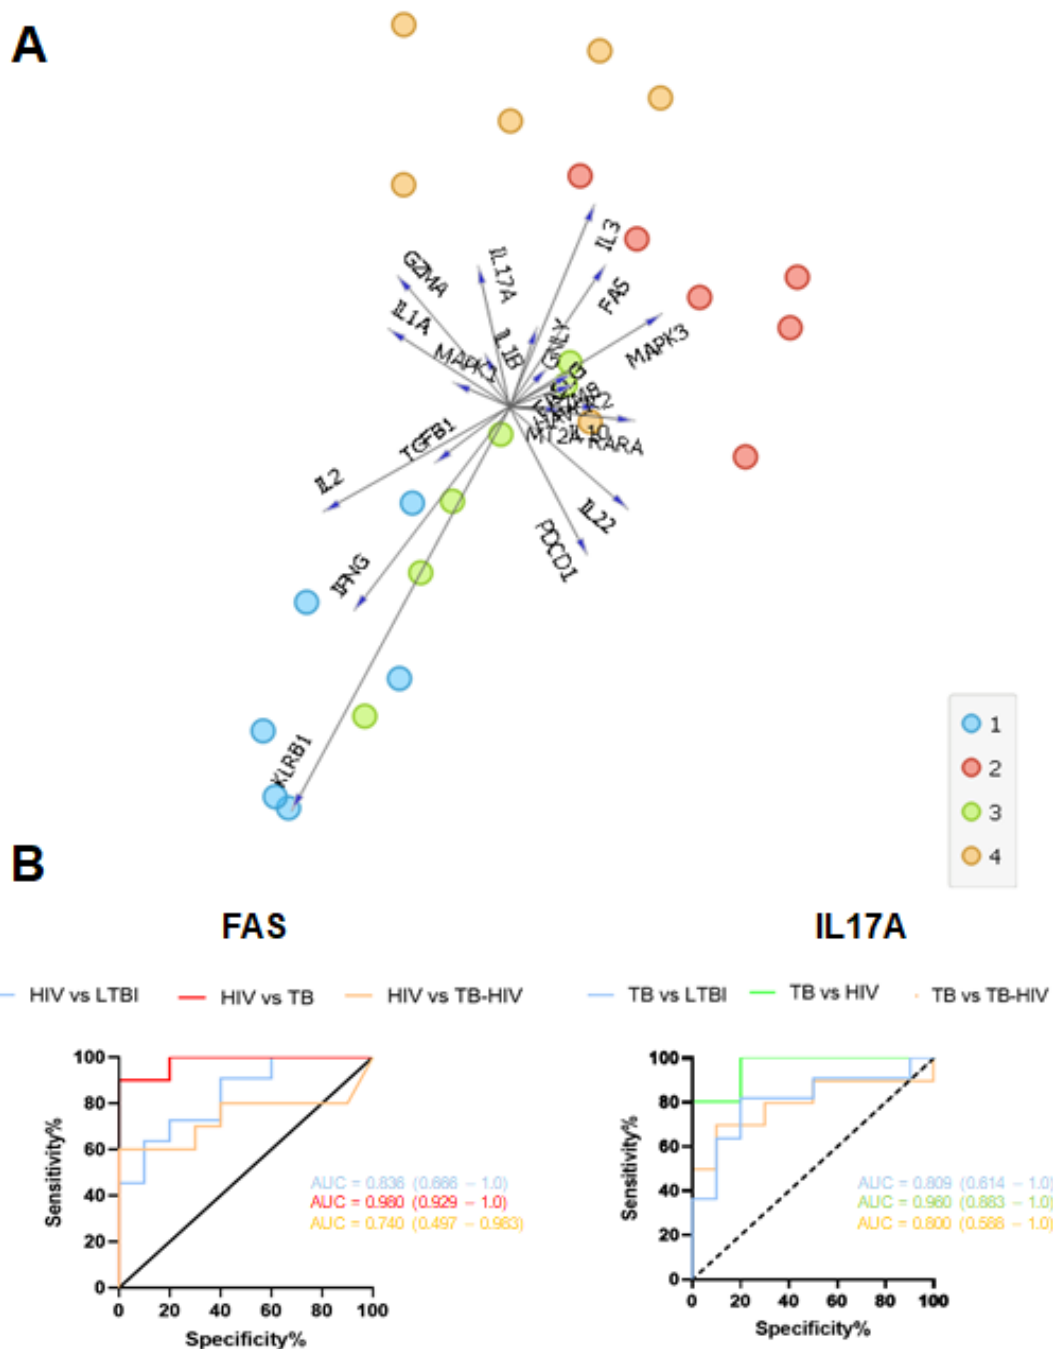 A
IL3
GZMA
IL17A
FAS
IL1A
IL1B
GNLY
MAPK3
MT2A
IL10
RARA
TGFB1
IL2
IL22
PDCD1
IFNG
KLRB1
1
2
3
4
B
FAS
IL17A
HIV vs LTBI
HIV vs TB
HIV vs TB-HIV
TB vs LTBI
TB vs HIV
TB vs TB-HIV
100
80
60
40
20
0
Sensitivity%
AUC = 0.836 (0.666 – 1.0)
AUC = 0.980 (0.929 – 1.0)
AUC = 0.740 (0.497 – 0.983)
0 20 40 60 80 100
Specificity%
100
80
60
40
20
0
Sensitivity%
AUC = 0.809 (0.614 – 1.0)
AUC = 0.960 (0.883 – 1.0)
AUC = 0.800 (0.588 – 1.0)
0 20 40 60 80 100
Specificity%